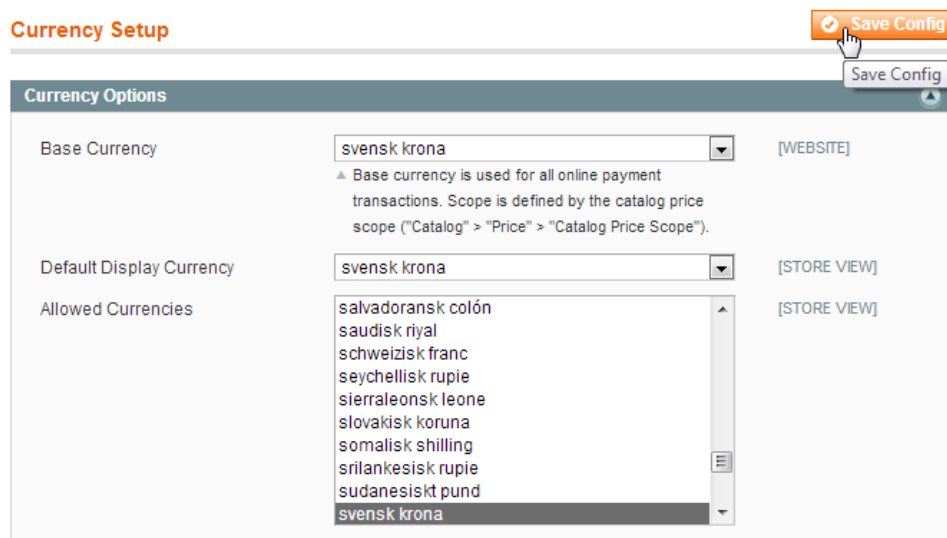 Currency Setup
Save Config
Save Config
Currency Options
Base Currency
svensk krona
[WEBSITE]
Base currency is used for all online payment
transactions. Scope is defined by the catalog price
scope ("Catalog" > "Price" > "Catalog Price Scope").
Default Display Currency
svensk krona
[STORE VIEW]
Allowed Currencies
salvadoransk colón
saudisk riyal
schweizisk franc
seychellisk rupie
sierraleonsk leone
slovakisk koruna
somalisk shilling
srilankesisk rupie
sudanesiskt pund
svensk krona
[STORE VIEW]